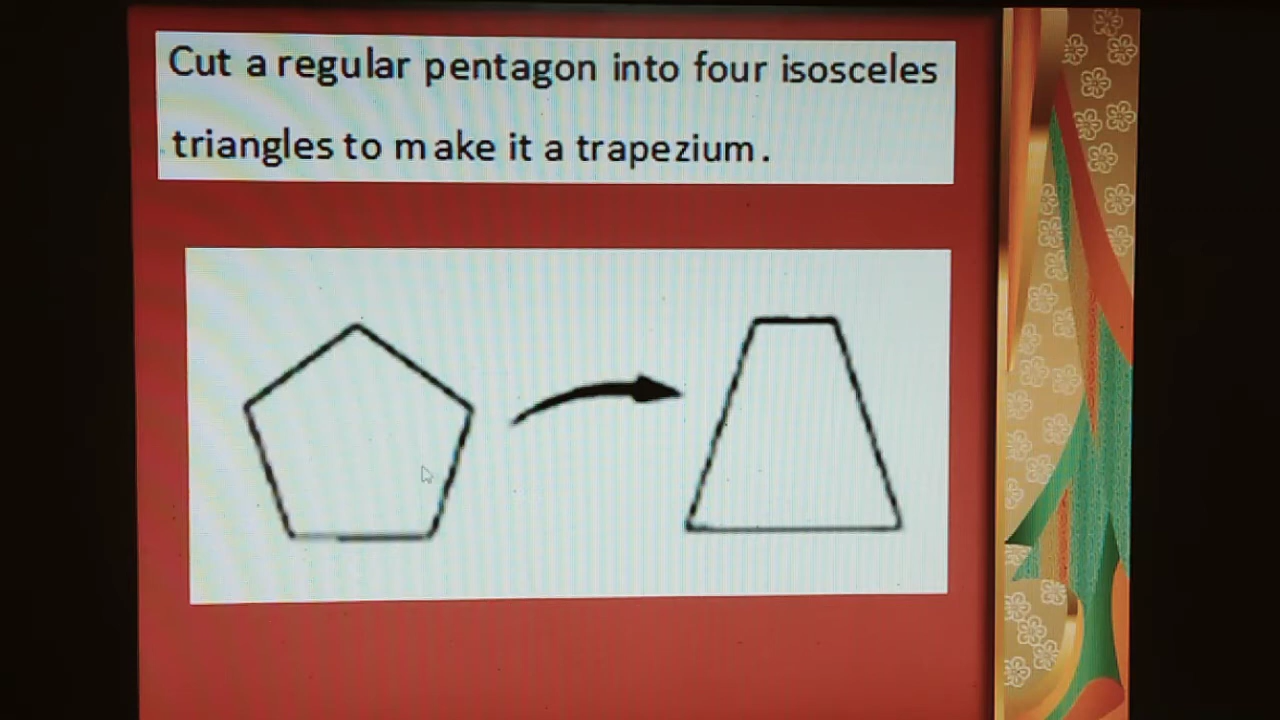 Cut a regular pentagon into four isosceles
triangles to make it a trapezium.